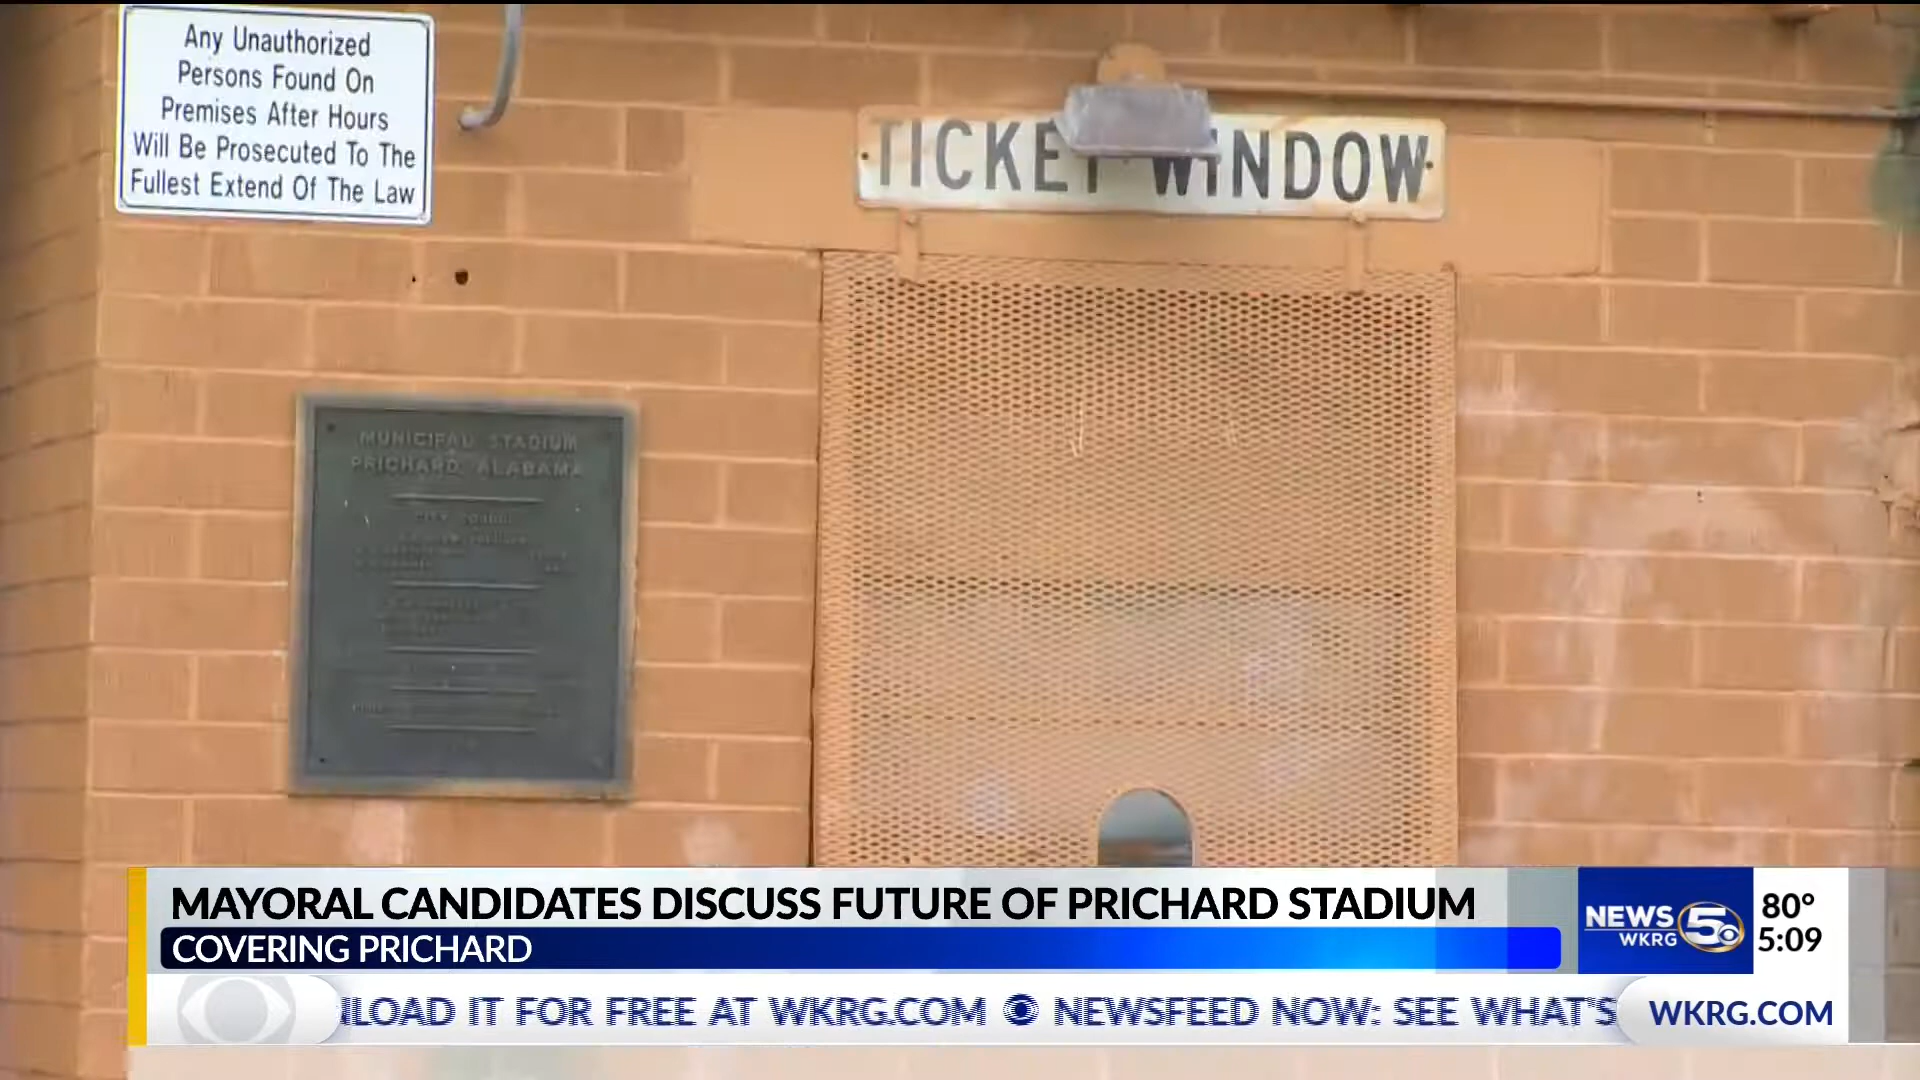 Any Unauthorized
Persons Found On
Premises After Hours
Will Be Prosecuted To The
Fullest Extend Of The Law
TICKET WINDOW
MUNICIPAL STADIUM
PRICHARD, ALABAMA
MAYORAL CANDIDATES DISCUSS FUTURE OF PRICHARD STADIUM
COVERING PRICHARD
NEWS 5
WKRG
80°
5:09
NLOAD IT FOR FREE AT WKRG.COM NEWSFEED NOW: SEE WHAT'S
WKRG.COM